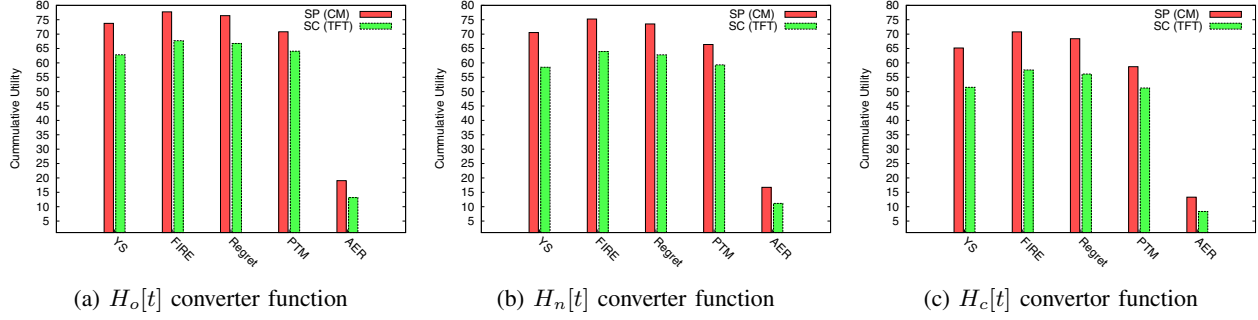 Cummulative Utility
80
75
70
65
60
55
50
45
40
35
30
25
20
15
10
5
SP (CM)
SC (TFT)
YS
FIRE
Regret
PTM
AER
(a) H_o[t] converter function
Cummulative Utility
80
75
70
65
60
55
50
45
40
35
30
25
20
15
10
5
SP (CM)
SC (TFT)
YS
FIRE
Regret
PTM
AER
(b) H_n[t] converter function
Cummulative Utility
80
75
70
65
60
55
50
45
40
35
30
25
20
15
10
5
SP (CM)
SC (TFT)
YS
FIRE
Regret
PTM
AER
(c) H_c[t] convertor function